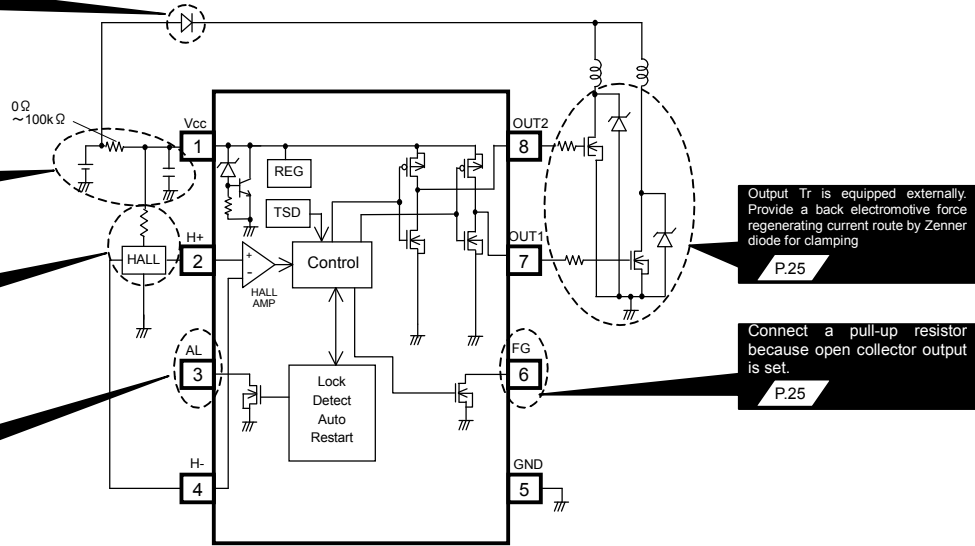 0Ω
～100kΩ
Vcc
1
OUT2
8
REG
TSD
H+
2
HALL
+
-
HALL
AMP
Control
OUT1
7
Output Tr is equipped externally.
Provide a back electromotive force
regenerating current route by Zenner
diode for clamping
P.25
AL
3
Lock
Detect
Auto
Restart
FG
6
Connect a pull-up resistor
because open collector output
is set.
P.25
H-
4
GND
5